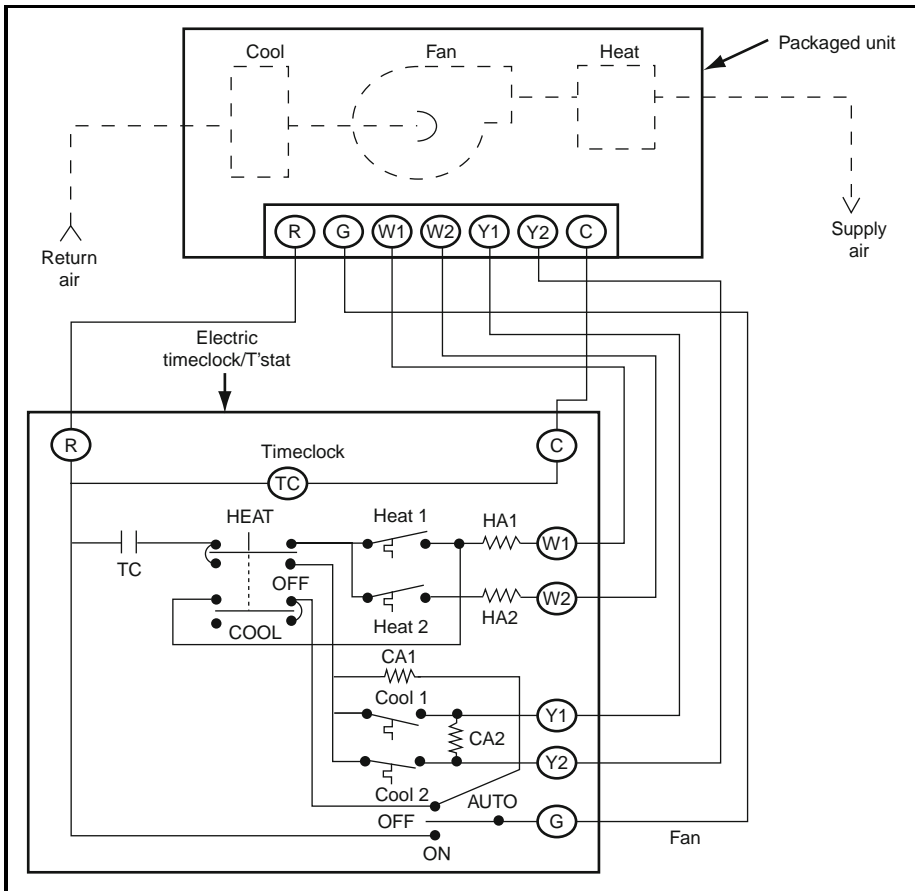 Cool
Fan
Heat
Packaged unit
R
G
W1
W2
Y1
Y2
C
Return
air
Supply
air
Electric
timeclock/T'stat
R
Timeclock
C
TC
HEAT
Heat 1
HA1
W1
TC
OFF
HA2
W2
Heat 2
COOL
CA1
Cool 1
Y1
CA2
Y2
Cool 2
AUTO
OFF
G
ON
Fan